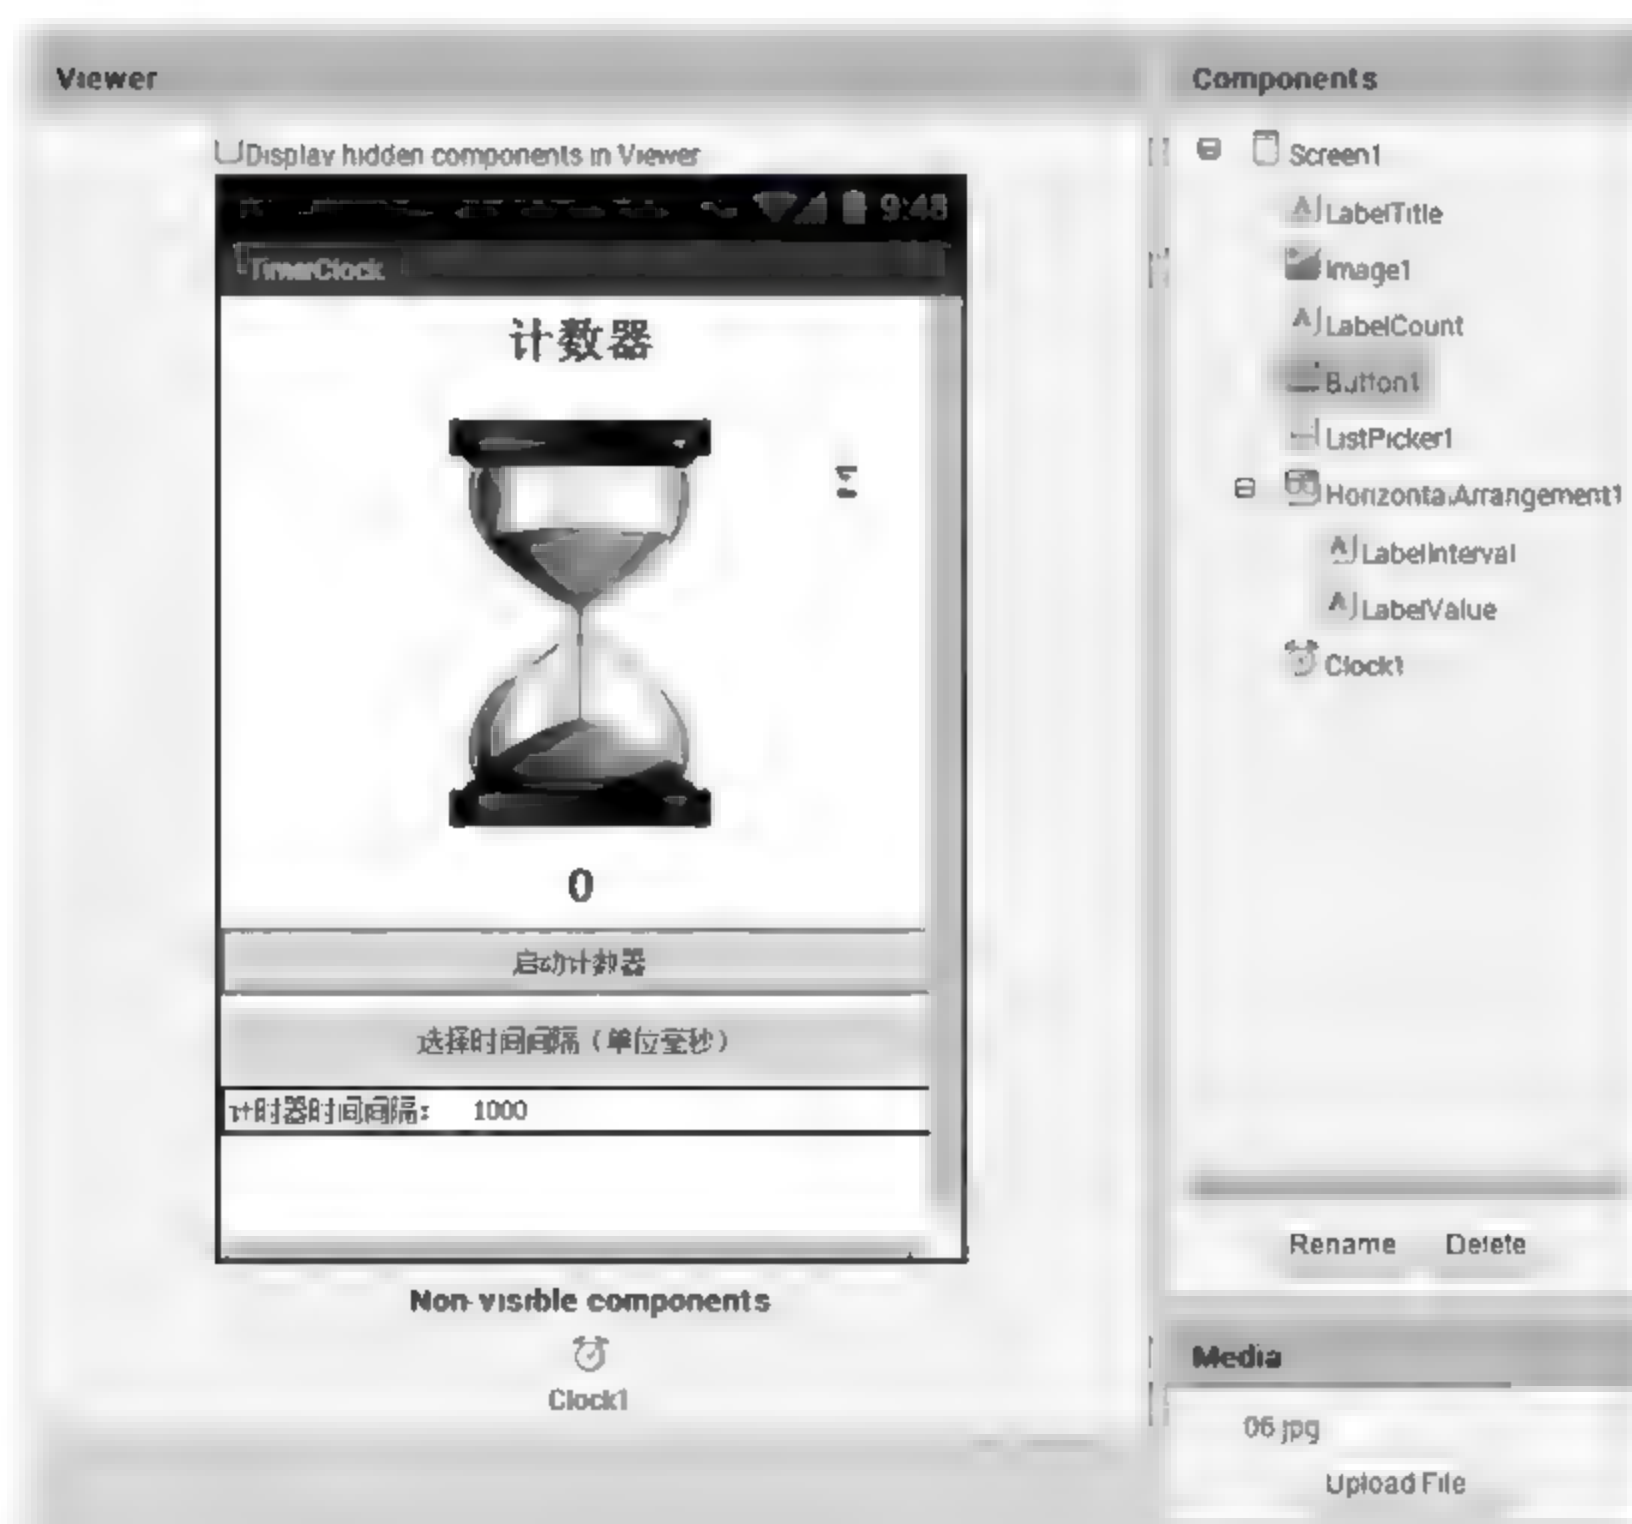 Viewer
Display hidden components in Viewer
9:48
TimerClock
计数器
0
启动计数器
选择时间间隔（单位毫秒）
计时器时间间隔： 1000
Non-visible components
Clock1
Components
Screen1
LabelTitle
Image1
LabelCount
Button1
ListPicker1
HorizontalArrangement1
LabelInterval
LabelValue
Clock1
Rename Delete
Media
06.jpg
Upload File